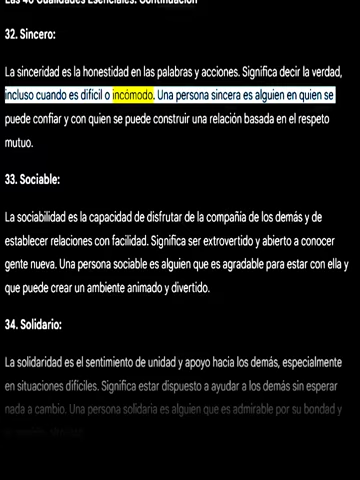 Las 40 Cualidades Esenciales: Continuación
32. Sincero:
La sinceridad es la honestidad en las palabras y acciones. Significa decir la verdad,
incluso cuando es difícil o incómodo. Una persona sincera es alguien en quien se
puede confiar y con quien se puede construir una relación basada en el respeto
mutuo.
33. Sociable:
La sociabilidad es la capacidad de disfrutar de la compañía de los demás y de
establecer relaciones con facilidad. Significa ser extrovertido y abierto a conocer
gente nueva. Una persona sociable es alguien que es agradable para estar con ella y
que puede crear un ambiente animado y divertido.
34. Solidario:
La solidaridad es el sentimiento de unidad y apoyo hacia los demás, especialmente
en situaciones difíciles. Significa estar dispuesto a ayudar a los demás sin esperar
nada a cambio. Una persona solidaria es alguien que es admirable por su bondad y